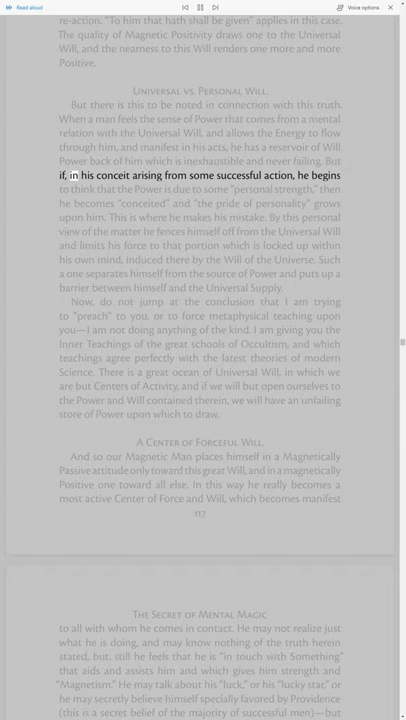 Read aloud
Voice options
re-action. "To him that hath shall be given" applies in this case.
The quality of Magnetic Positivity draws one to the Universal
Will, and the nearness to this Will renders one more and more
Positive.
Universal vs. Personal Will.
But there is this to be noted in connection with this truth.
When a man feels the sense of Power that comes from a mental
relation with the Universal Will, and allows the Energy to flow
through him, and manifest in his acts, he has a reservoir of Will
Power back of him which is inexhaustible and never failing. But
if, in his conceit arising from some successful action, he begins
to think that the Power is due to some "personal strength," then
he becomes "conceited" and "the pride of personality" grows
upon him. This is where he makes his mistake. By this personal
view of the matter he fences himself off from the Universal Will
and limits his force to that portion which is locked up within
his own mind, induced there by the Will of the Universe. Such
a one separates himself from the source of Power and puts up a
barrier between himself and the Universal Supply.
Now, do not jump at the conclusion that I am trying
to "preach" to you, or to force metaphysical teaching upon
you—I am not doing anything of the kind. I am giving you the
Inner Teachings of the great schools of Occultism, and which
teachings agree perfectly with the latest theories of modern
Science. There is a great ocean of Universal Will, in which we
are but Centers of Activity, and if we will but open ourselves to
the Power and Will contained therein, we will have an unfailing
store of Power upon which to draw.
A Center of Forceful Will.
And so our Magnetic Man places himself in a Magnetically
Passive attitude only toward this great Will, and in a magnetically
Positive one toward all else. In this way he really becomes a
most active Center of Force and Will, which becomes manifest
117
The Secret of Mental Magic
to all with whom he comes in contact. He may not realize just
what he is doing, and may know nothing of the truth herein
stated, but, still he feels that he is "in touch with Something"
that aids and assists him and which gives him strength and
"Magnetism." He may talk about his "luck," or his "lucky star," or
he may secretly believe himself specially favored by Providence
(this is a secret belief of the majority of successful men)—but